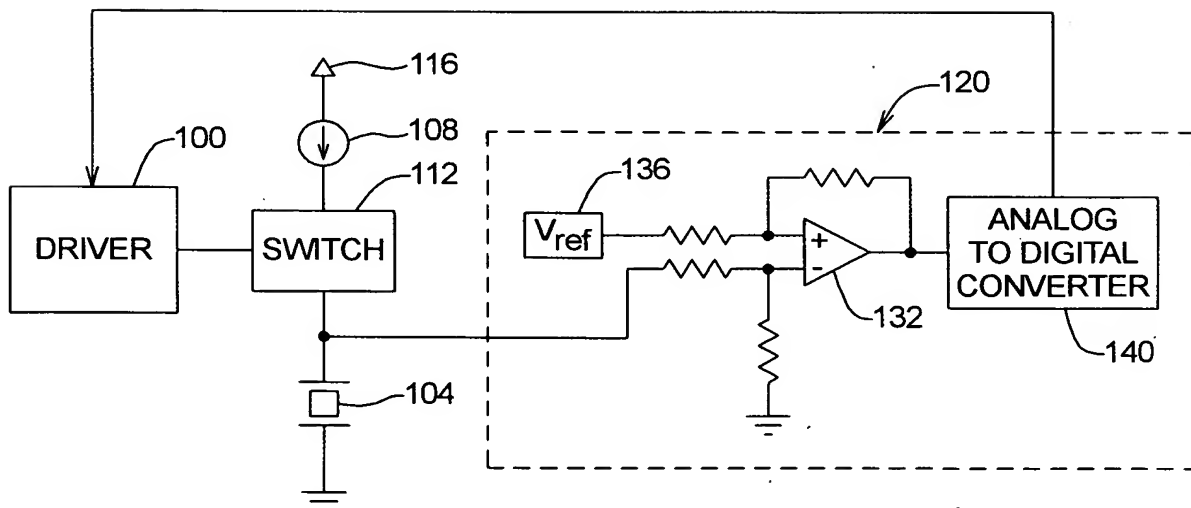 116
120
100
108
136
112
DRIVER
SWITCH
Vref
+
-
ANALOG
TO DIGITAL
CONVERTER
132
140
104